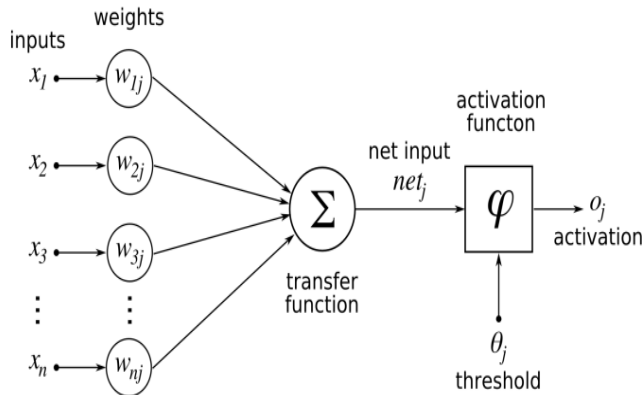 weights
inputs
x1
w1j
x2
w2j
x3
w3j
⋮
⋮
xn
wnj
Σ
transfer
function
net input
netj
activation
functon
φ
oj
activation
θj
threshold